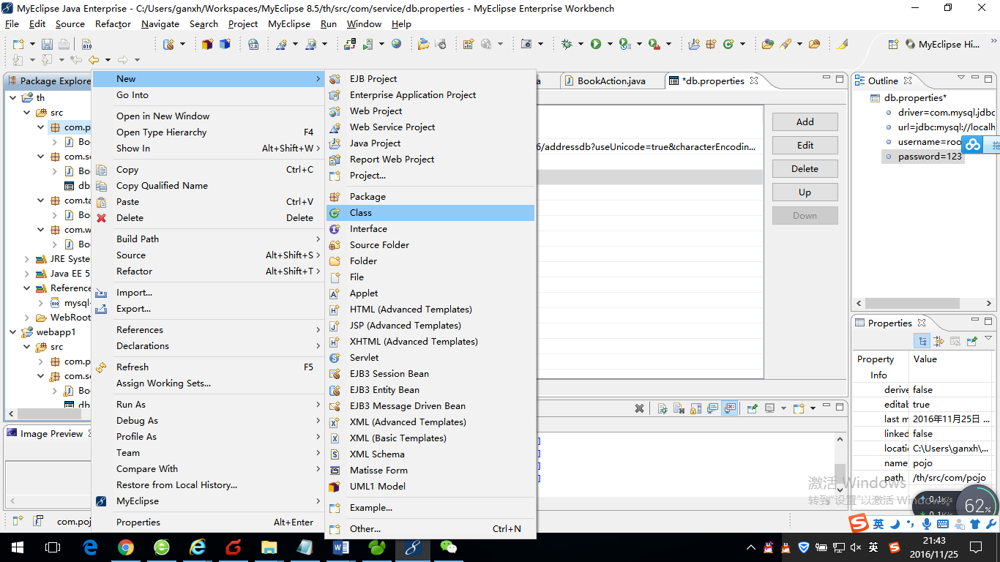 MyEclipse Java Enterprise - C:/Users/ganxh/Workspaces/MyEclipse 8.5/th/src/com/service/db.properties - MyEclipse Enterprise Workbench
File Edit Source Refactor Navigate Search Project MyEclipse Run Window Help
MyEclipse Hi...
Package Explore
th
src
com.p
Bo
com.se
Bo
db.
com.ta
Bo
com.w
Bo
JRE Syste
Java EE 5
Reference
mysql-
WebRoot
webapp1
src
com.p
com.se
Bo
db
Image Preview
com.poj
New
Go Into
Open in New Window
Open Type Hierarchy F4
Show In Alt+Shift+W
Copy Ctrl+C
Copy Qualified Name
Paste Ctrl+V
Delete Delete
Build Path
Source Alt+Shift+S
Refactor Alt+Shift+T
Import...
Export...
References
Declarations
Refresh F5
Assign Working Sets...
Run As
Debug As
Profile As
Team
Compare With
Restore from Local History...
MyEclipse
Properties Alt+Enter
EJB Project
Enterprise Application Project
Web Project
Web Service Project
Java Project
Report Web Project
Project...
Package
Class
Interface
Source Folder
Folder
File
Applet
HTML (Advanced Templates)
JSP (Advanced Templates)
XHTML (Advanced Templates)
Servlet
EJB3 Session Bean
EJB3 Entity Bean
EJB3 Message Driven Bean
XML (Advanced Templates)
XML (Basic Templates)
XML Schema
Matisse Form
UML1 Model
Example...
Other... Ctrl+N
a BookAction.java *db.properties
6/addressdb?useUnicode=true&characterEncodin...
Add
Edit
Delete
Up
Down
Outline
db.properties*
driver=com.mysql.jdbc
url=jdbc:mysql://localh
username=roo
password=123
拖
Properties
Property Value
Info
derive false
editab true
last m 2016年11月25日 ...
linked false
locatio C:\Users\ganxh\...
name pojo
path /th/src/com/pojo
激活 Windows
转到"设置"以激活 Windows。
0.1K/s
0.1K/s
62%
英
英
21:43
2016/11/25